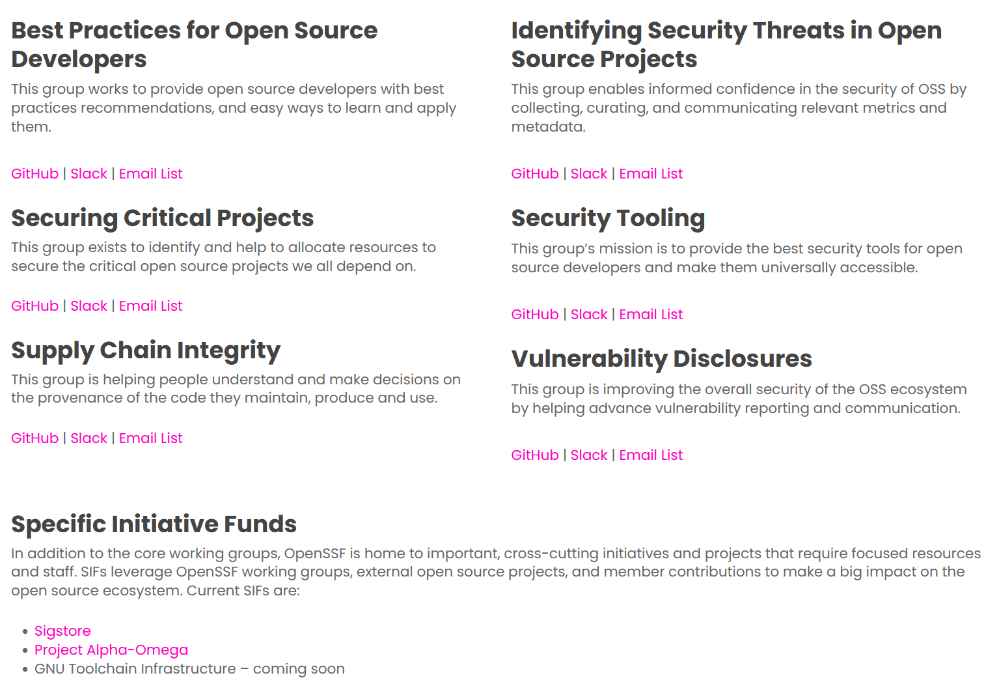 Best Practices for Open Source
Developers
This group works to provide open source developers with best
practices recommendations, and easy ways to learn and apply
them.
GitHub | Slack | Email List
Securing Critical Projects
This group exists to identify and help to allocate resources to
secure the critical open source projects we all depend on.
GitHub | Slack | Email List
Supply Chain Integrity
This group is helping people understand and make decisions on
the provenance of the code they maintain, produce and use.
GitHub | Slack | Email List
Identifying Security Threats in Open
Source Projects
This group enables informed confidence in the security of OSS by
collecting, curating, and communicating relevant metrics and
metadata.
GitHub | Slack | Email List
Security Tooling
This group’s mission is to provide the best security tools for open
source developers and make them universally accessible.
GitHub | Slack | Email List
Vulnerability Disclosures
This group is improving the overall security of the OSS ecosystem
by helping advance vulnerability reporting and communication.
GitHub | Slack | Email List
Specific Initiative Funds
In addition to the core working groups, OpenSSF is home to important, cross-cutting initiatives and projects that require focused resources
and staff. SIFs leverage OpenSSF working groups, external open source projects, and member contributions to make a big impact on the
open source ecosystem. Current SIFs are:
• Sigstore
• Project Alpha-Omega
• GNU Toolchain Infrastructure – coming soon